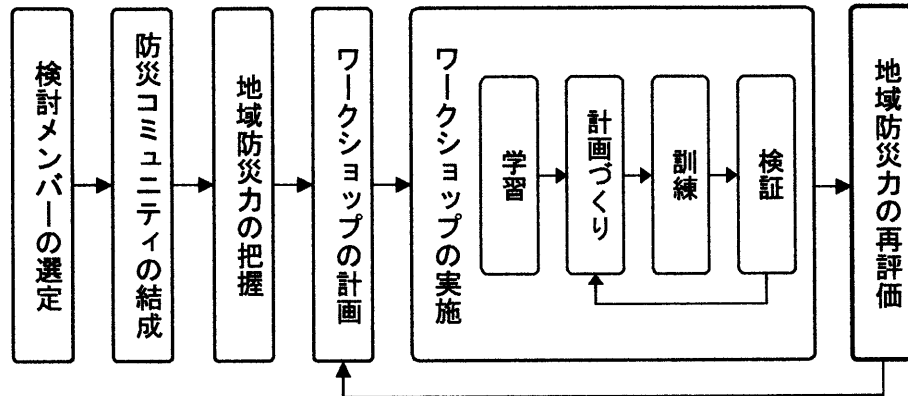 検討メンバーの選定
防災コミュニティの結成
地域防災力の把握
ワークショップの計画
ワークショップの実施
学習
計画づくり
訓練
検証
地域防災力の再評価